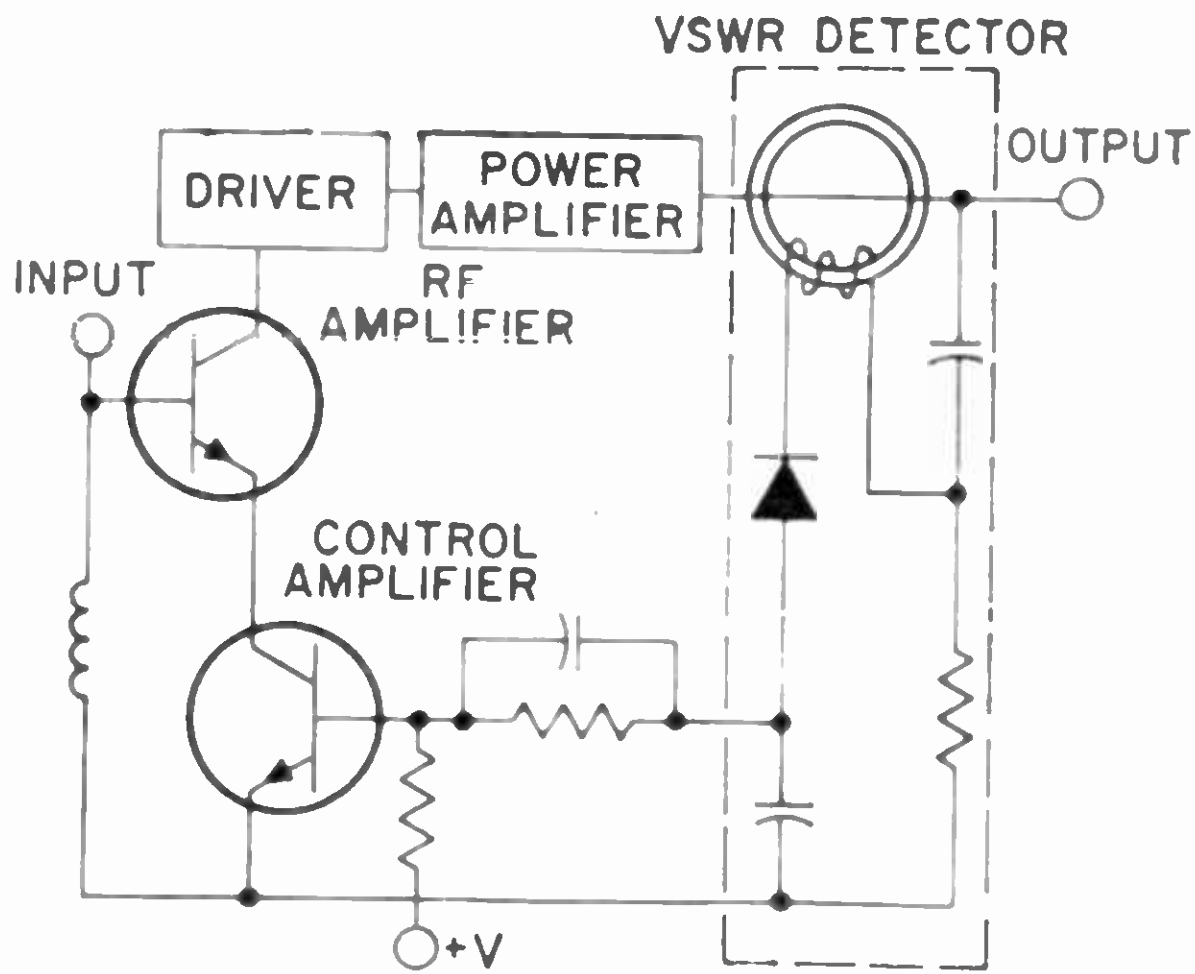 VSWR DETECTOR
OUTPUT
DRIVER
POWER
AMPLIFIER
INPUT
RF
AMPLIFIER
CONTROL
AMPLIFIER
+V